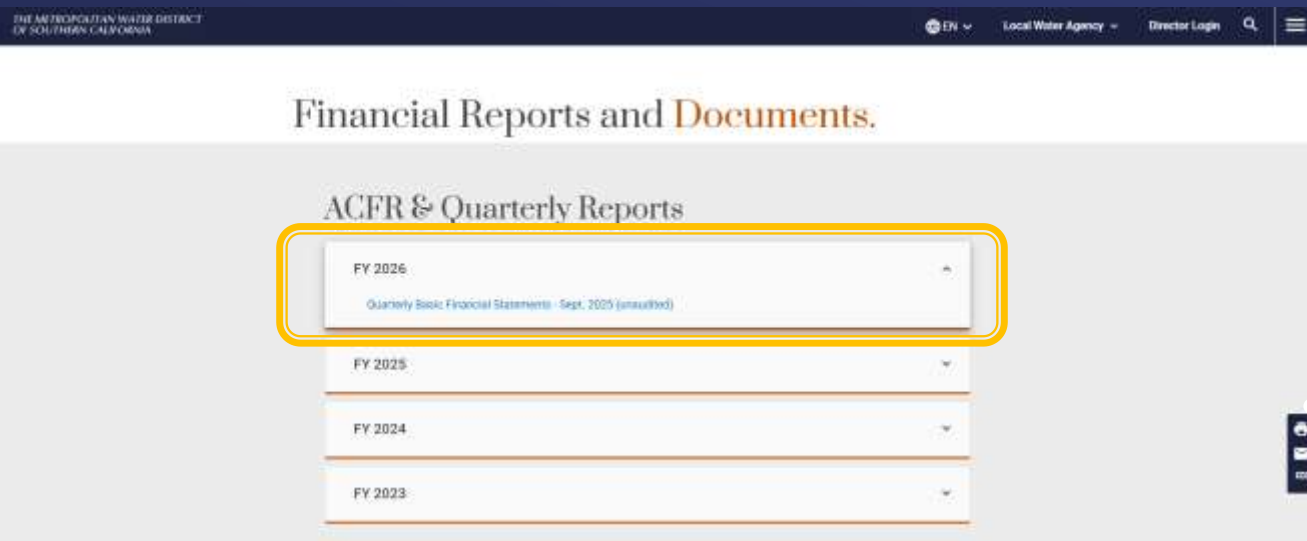 THE METROPOLITAN WATER DISTRICT
OF SOUTHERN CALIFORNIA
EN
Local Water Agency
Director Login
Financial Reports and Documents.
ACFR & Quarterly Reports
FY 2026
Quarterly Basic Financial Statements - Sept. 2025 (unaudited)
FY 2025
FY 2024
FY 2023